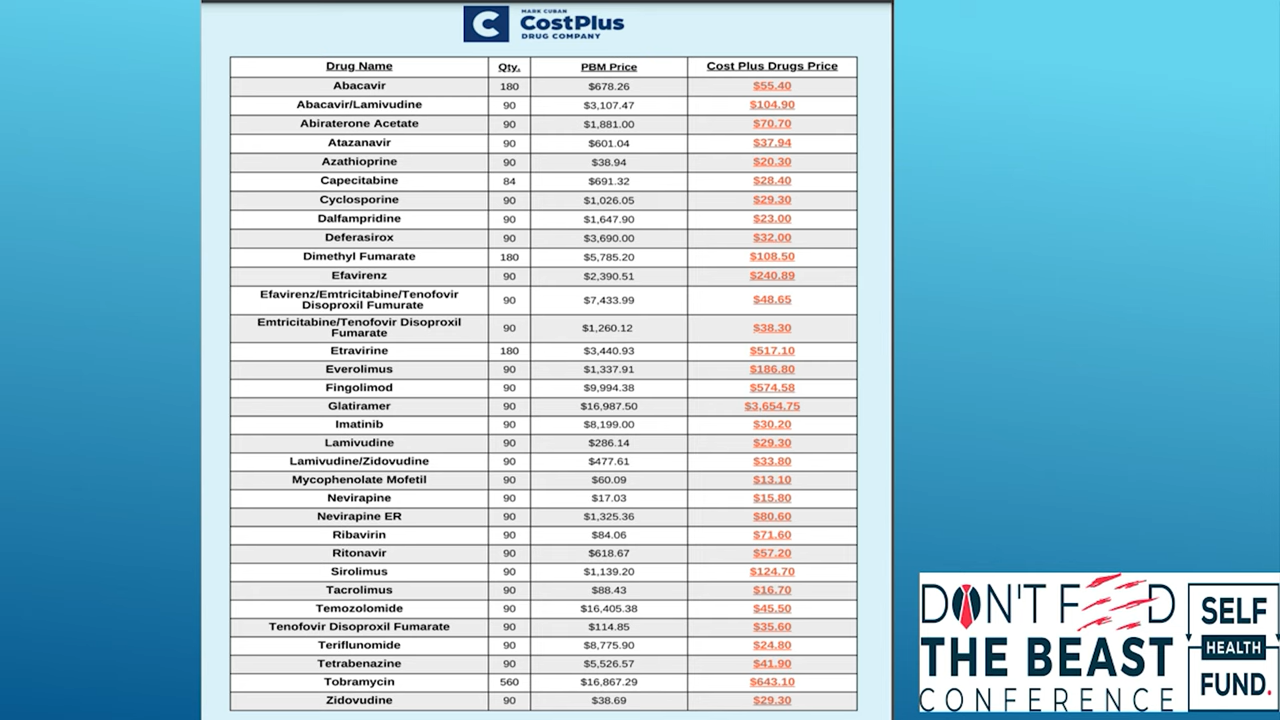 MARK CUBAN
CostPlus
DRUG COMPANY
Drug Name Qty. PBM Price Cost Plus Drugs Price
Abacavir 180 $678.26 $55.40
Abacavir/Lamivudine 90 $3,107.47 $104.90
Abiraterone Acetate 90 $1,881.00 $70.70
Atazanavir 90 $601.04 $37.94
Azathioprine 90 $38.94 $20.30
Capecitabine 84 $691.32 $28.40
Cyclosporine 90 $1,026.05 $29.30
Dalfampridine 90 $1,647.90 $23.00
Deferasirox 90 $3,690.00 $32.00
Dimethyl Fumarate 180 $5,785.20 $108.50
Efavirenz 90 $2,390.51 $240.89
Efavirenz/Emtricitabine/Tenofovir
Disoproxil Fumurate 90 $7,433.99 $48.65
Emtricitabine/Tenofovir Disoproxil
Fumarate 90 $1,260.12 $38.30
Etravirine 180 $3,440.93 $517.10
Everolimus 90 $1,337.91 $186.80
Fingolimod 90 $9,994.38 $574.58
Glatiramer 90 $16,987.50 $3,654.75
Imatinib 90 $8,199.00 $30.20
Lamivudine 90 $286.14 $29.30
Lamivudine/Zidovudine 90 $477.61 $33.80
Mycophenolate Mofetil 90 $60.09 $13.10
Nevirapine 90 $17.03 $15.80
Nevirapine ER 90 $1,325.36 $80.60
Ribavirin 90 $84.06 $71.60
Ritonavir 90 $618.67 $57.20
Sirolimus 90 $1,139.20 $124.70
Tacrolimus 90 $88.43 $16.70
Temozolomide 90 $16,405.38 $45.50
Tenofovir Disoproxil Fumarate 90 $114.85 $35.60
Teriflunomide 90 $8,775.90 $24.80
Tetrabenazine 90 $5,526.57 $41.90
Tobramycin 560 $16,867.29 $643.10
Zidovudine 90 $38.69 $29.30
DON'T FEED
THE BEAST
CONFERENCE
SELF
HEALTH
FUND.